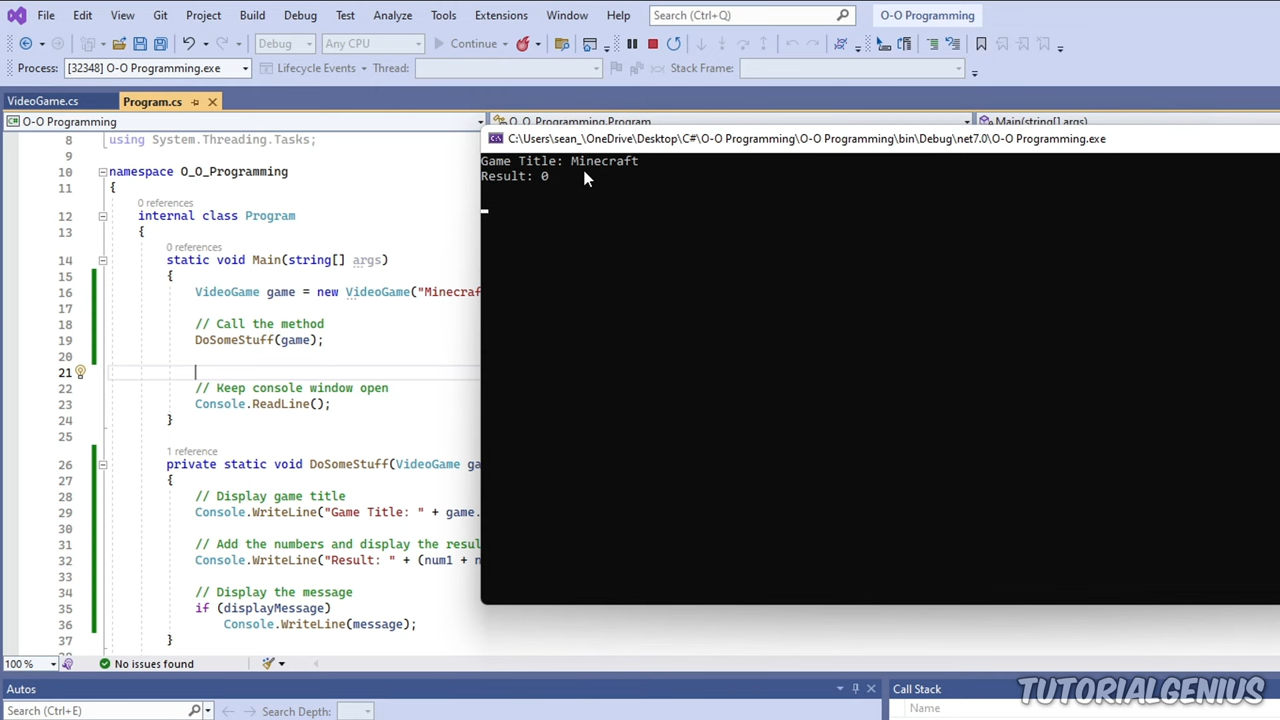 File Edit View Git Project Build Debug Test Analyze Tools Extensions Window Help Search (Ctrl+Q) O-O Programming
Debug Any CPU Continue
Process: [32348] O-O Programming.exe Lifecycle Events Thread: Stack Frame:
VideoGame.cs Program.cs
O-O Programming O_O_Programming.Program Main(string[] args)
C:\Users\sean_\OneDrive\Desktop\C#\O-O Programming\O-O Programming\bin\Debug\net7.0\O-O Programming.exe
Game Title: Minecraft
Result: 0
8 using System.Threading.Tasks;
9
10 namespace O_O_Programming
11 {
0 references
12 internal class Program
13 {
0 references
14 static void Main(string[] args)
15 {
16 VideoGame game = new VideoGame("Minecraf
17
18 // Call the method
19 DoSomeStuff(game);
20
21
22 // Keep console window open
23 Console.ReadLine();
24 }
25
1 reference
26 private static void DoSomeStuff(VideoGame ga
27 {
28 // Display game title
29 Console.WriteLine("Game Title: " + game.
30
31 // Add the numbers and display the resul
32 Console.WriteLine("Result: " + (num1 + n
33
34 // Display the message
35 if (displayMessage)
36 Console.WriteLine(message);
37 }
100 % No issues found
Autos Call Stack
Search (Ctrl+E) Search Depth: Name
TUTORIALGENIUS